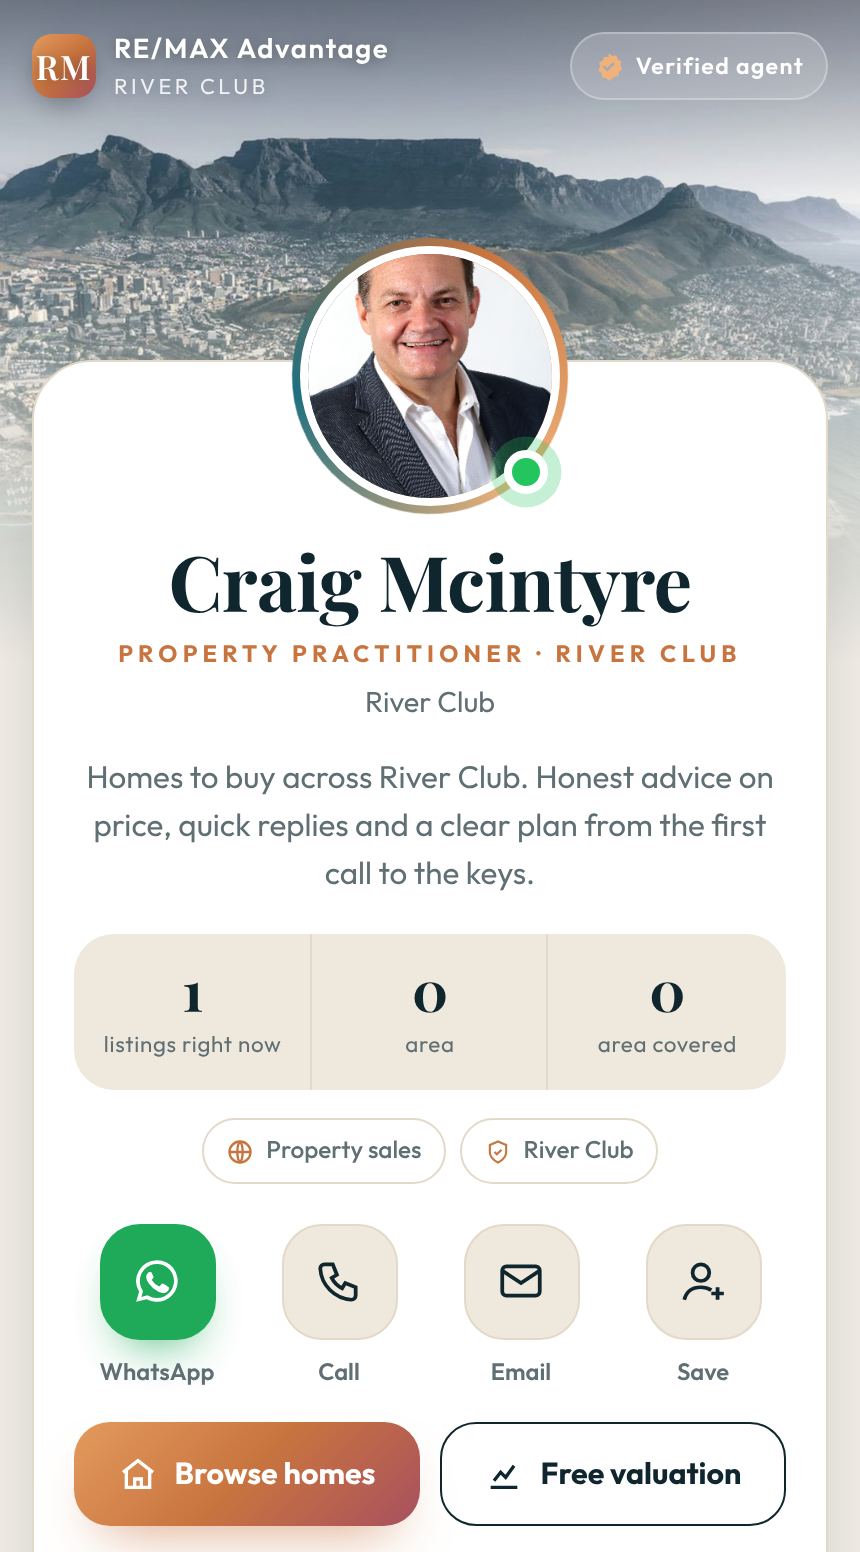 RM
RE/MAX Advantage
RIVER CLUB
Verified agent
Craig Mcintyre
PROPERTY PRACTITIONER · RIVER CLUB
River Club
Homes to buy across River Club. Honest advice on
price, quick replies and a clear plan from the first
call to the keys.
1
listings right now
0
area
0
area covered
Property sales
River Club
WhatsApp
Call
Email
Save
Browse homes
Free valuation